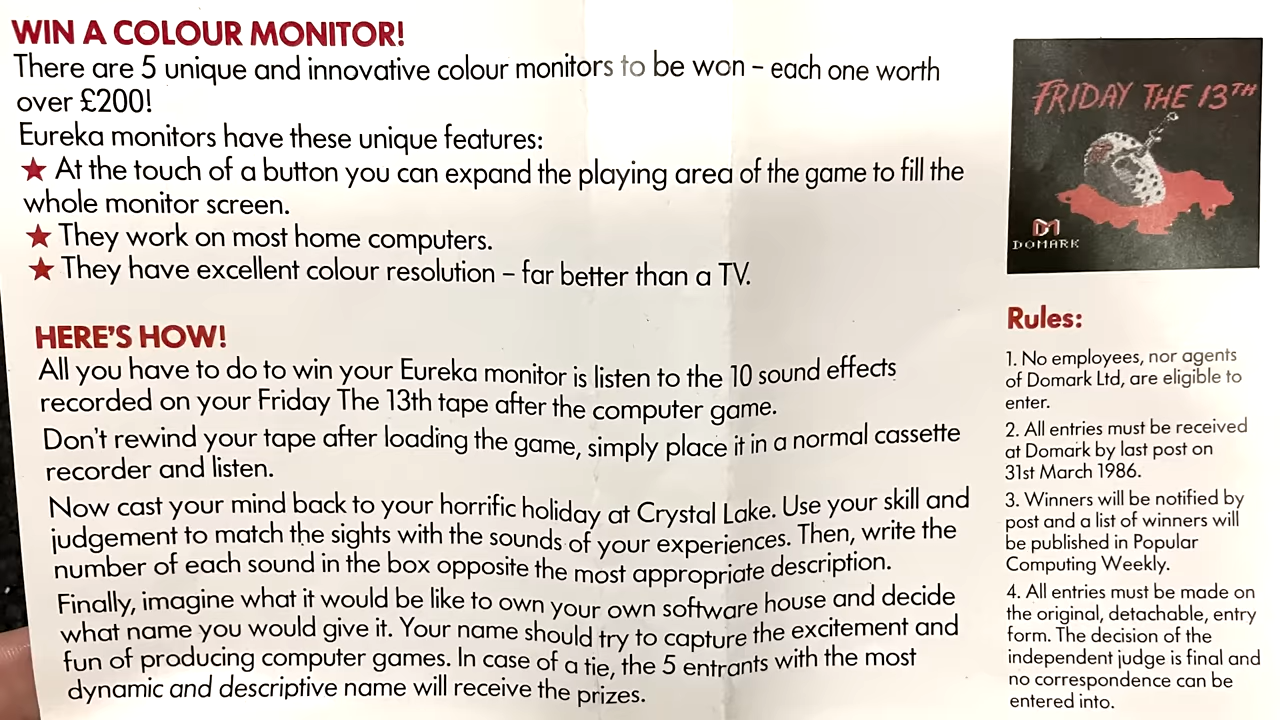 WIN A COLOUR MONITOR!
There are 5 unique and innovative colour monitors to be won – each one worth
over £200!
Eureka monitors have these unique features:
★ At the touch of a button you can expand the playing area of the game to fill the
whole monitor screen.
★ They work on most home computers.
★ They have excellent colour resolution – far better than a TV.
HERE'S HOW!
All you have to do to win your Eureka monitor is listen to the 10 sound effects
recorded on your Friday The 13th tape after the computer game.
Don't rewind your tape after loading the game, simply place it in a normal cassette
recorder and listen.
Now cast your mind back to your horrific holiday at Crystal Lake. Use your skill and
judgement to match the sights with the sounds of your experiences. Then, write the
number of each sound in the box opposite the most appropriate description.
Finally, imagine what it would be like to own your own software house and decide
what name you would give it. Your name should try to capture the excitement and
fun of producing computer games. In case of a tie, the 5 entrants with the most
dynamic and descriptive name will receive the prizes.
FRIDAY THE 13TH
DOMARK
Rules:
1. No employees, nor agents
of Domark Ltd, are eligible to
enter.
2. All entries must be received
at Domark by last post on
31st March 1986.
3. Winners will be notified by
post and a list of winners will
be published in Popular
Computing Weekly.
4. All entries must be made on
the original, detachable, entry
form. The decision of the
independent judge is final and
no correspondence can be
entered into.